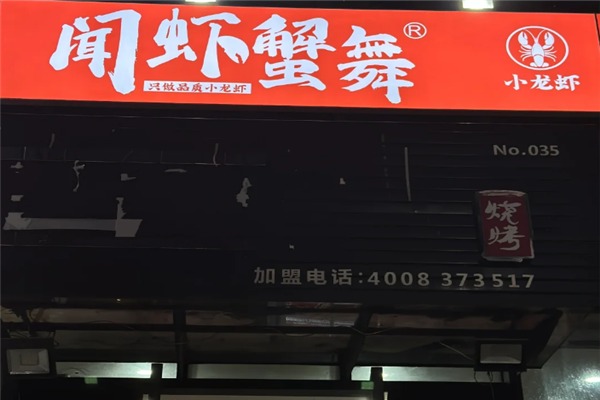 闻虾蟹舞®
只做品质小龙虾
小龙虾
No.035
烧烤
加盟电话:4008 373517